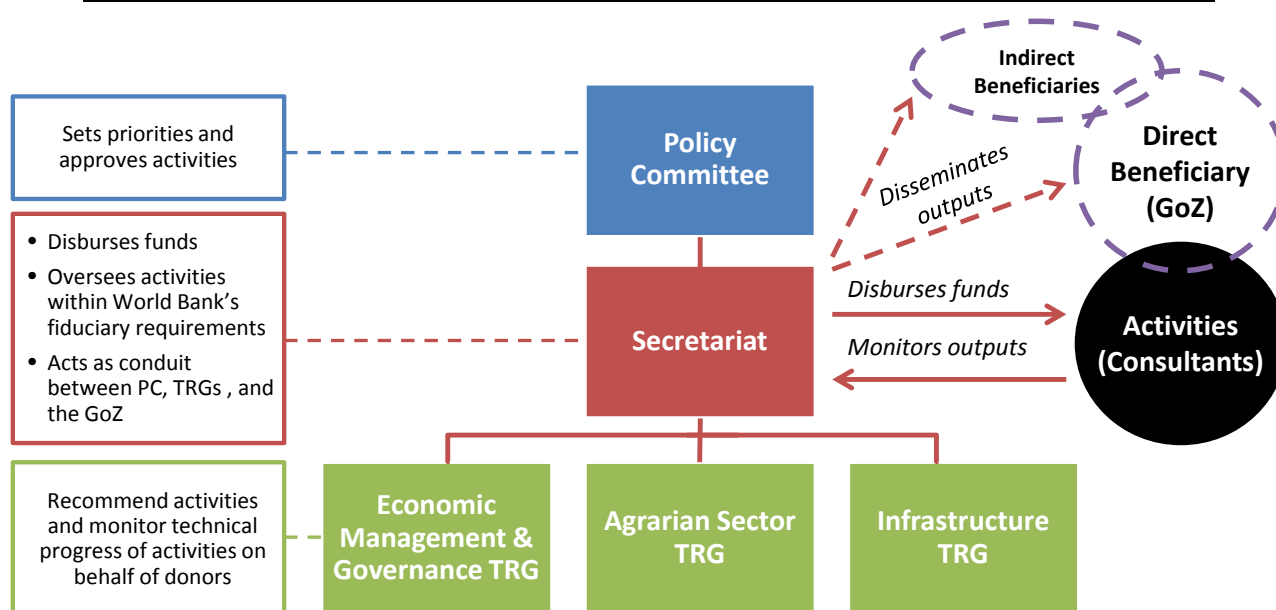 Indirect
Beneficiaries
Sets priorities and
approves activities
Policy
Committee
Disseminates
outputs
Direct
Beneficiary
(GoZ)
• Disburses funds
• Oversees activities
within World Bank's
fiduciary requirements
• Acts as conduit
between PC, TRGs , and
the GoZ
Secretariat
Disburses funds
Monitors outputs
Activities
(Consultants)
Recommend activities
and monitor technical
progress of activities on
behalf of donors
Economic
Management &
Governance TRG
Agrarian Sector
TRG
Infrastructure
TRG